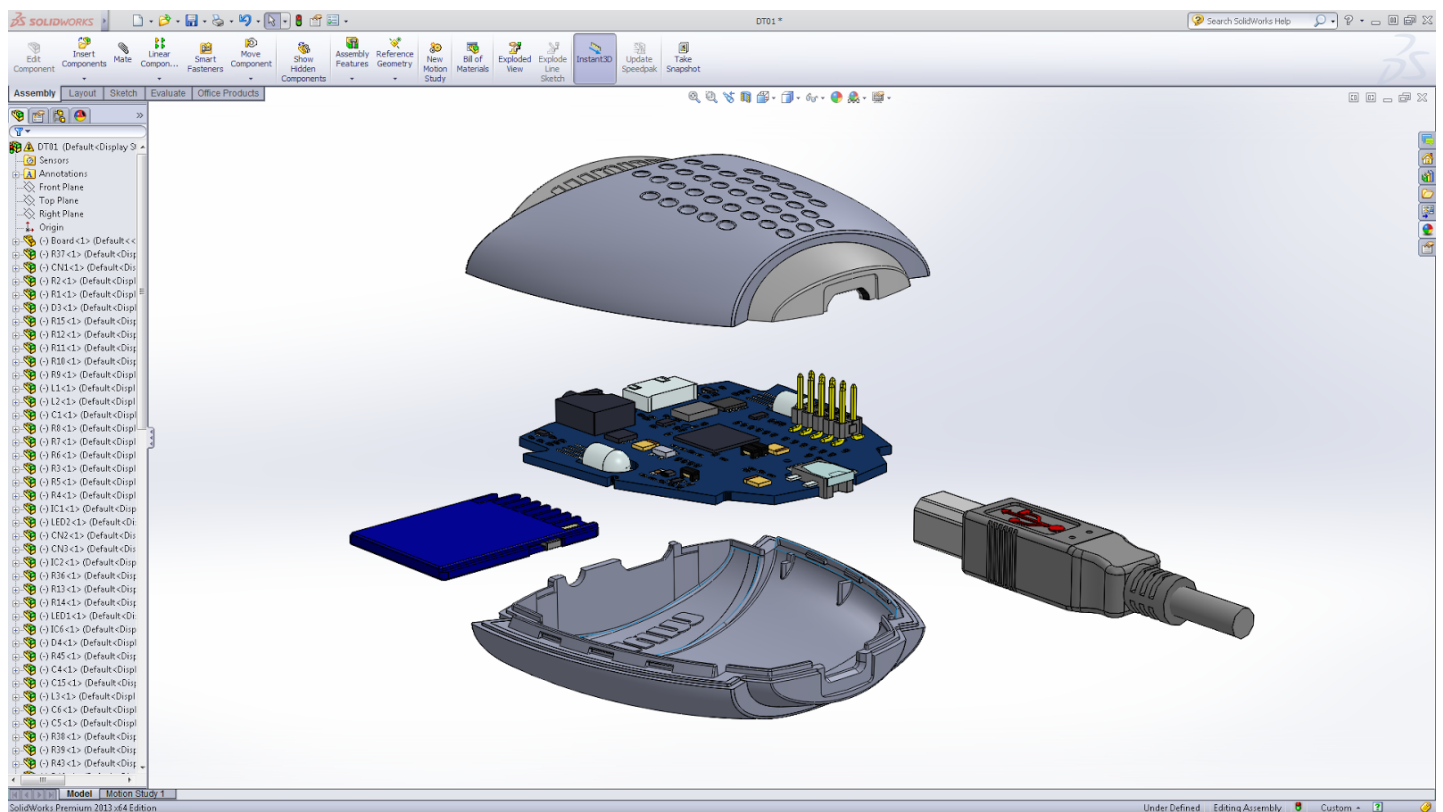 SOLIDWORKS
DT01 *
Search SolidWorks Help
Edit Component
Insert Components
Mate
Linear Compon...
Smart Fasteners
Move Component
Show Hidden Components
Assembly Features
Reference Geometry
New Motion Study
Bill of Materials
Exploded View
Explode Line Sketch
Instant3D
Update Speedpak
Take Snapshot
Assembly Layout Sketch Evaluate Office Products
DT01 (Default<Display S
Sensors
Annotations
Front Plane
Top Plane
Right Plane
Origin
(-) Board<1> (Default<<
(-) R37<1> (Default<Disp
(-) CN1<1> (Default<Dis
(-) R2<1> (Default<Displ
(-) R1<1> (Default<Displ
(-) D3<1> (Default<Displ
(-) R15<1> (Default<Disp
(-) R12<1> (Default<Disp
(-) R11<1> (Default<Disp
(-) R10<1> (Default<Disp
(-) R9<1> (Default<Displ
(-) L1<1> (Default<Displ
(-) L2<1> (Default<Displ
(-) C1<1> (Default<Displ
(-) R8<1> (Default<Displ
(-) R7<1> (Default<Displ
(-) R6<1> (Default<Displ
(-) R3<1> (Default<Displ
(-) R5<1> (Default<Displ
(-) R4<1> (Default<Displ
(-) IC1<1> (Default<Disp
(-) LED2<1> (Default<Di
(-) CN2<1> (Default<Dis
(-) CN3<1> (Default<Dis
(-) IC2<1> (Default<Disp
(-) R36<1> (Default<Disp
(-) R13<1> (Default<Disp
(-) R14<1> (Default<Disp
(-) LED1<1> (Default<Di
(-) IC6<1> (Default<Disp
(-) D4<1> (Default<Displ
(-) R45<1> (Default<Disp
(-) C4<1> (Default<Displ
(-) C15<1> (Default<Disp
(-) L3<1> (Default<Displ
(-) C6<1> (Default<Displ
(-) C5<1> (Default<Displ
(-) R38<1> (Default<Disp
(-) R39<1> (Default<Disp
(-) R43<1> (Default<Disp
Model Motion Study 1
SolidWorks Premium 2013 x64 Edition
Under Defined Editing Assembly Custom